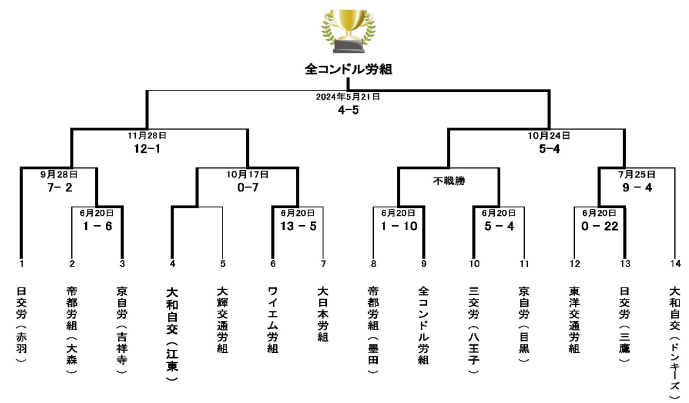 全コンドル労組
2024年5月21日
4-5
11月28日
12-1
10月24日
5-4
9月28日
7-2
10月17日
0-7
不戦勝
7月25日
9-4
6月20日
1-6
6月20日
13-5
6月20日
1-10
6月20日
5-4
6月20日
0-22
1
2
3
4
5
6
7
8
9
10
11
12
13
14
日交労(赤羽)
帝都労組(大森)
京自労(吉祥寺)
大和自交(江東)
大輝交通労組
ワイエム労組
大日本労組
帝都労組(墨田)
全コンドル労組
三交労(八王子)
京自労(目黒)
東洋交通労組
日交労(三鷹)
大和自交(ドンキーズ)